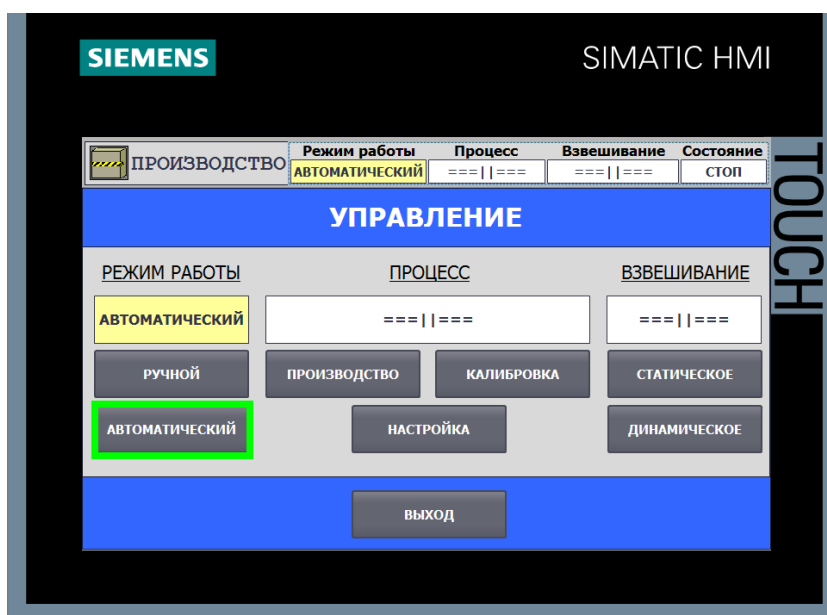 SIEMENS
SIMATIC HMI
TOUCH
ПРОИЗВОДСТВО
Режим работы Процесс Взвешивание Состояние
АВТОМАТИЧЕСКИЙ ===||=== ===||=== СТОП
УПРАВЛЕНИЕ
РЕЖИМ РАБОТЫ ПРОЦЕСС ВЗВЕШИВАНИЕ
АВТОМАТИЧЕСКИЙ ===||=== ===||===
РУЧНОЙ ПРОИЗВОДСТВО КАЛИБРОВКА СТАТИЧЕСКОЕ
АВТОМАТИЧЕСКИЙ НАСТРОЙКА ДИНАМИЧЕСКОЕ
ВЫХОД